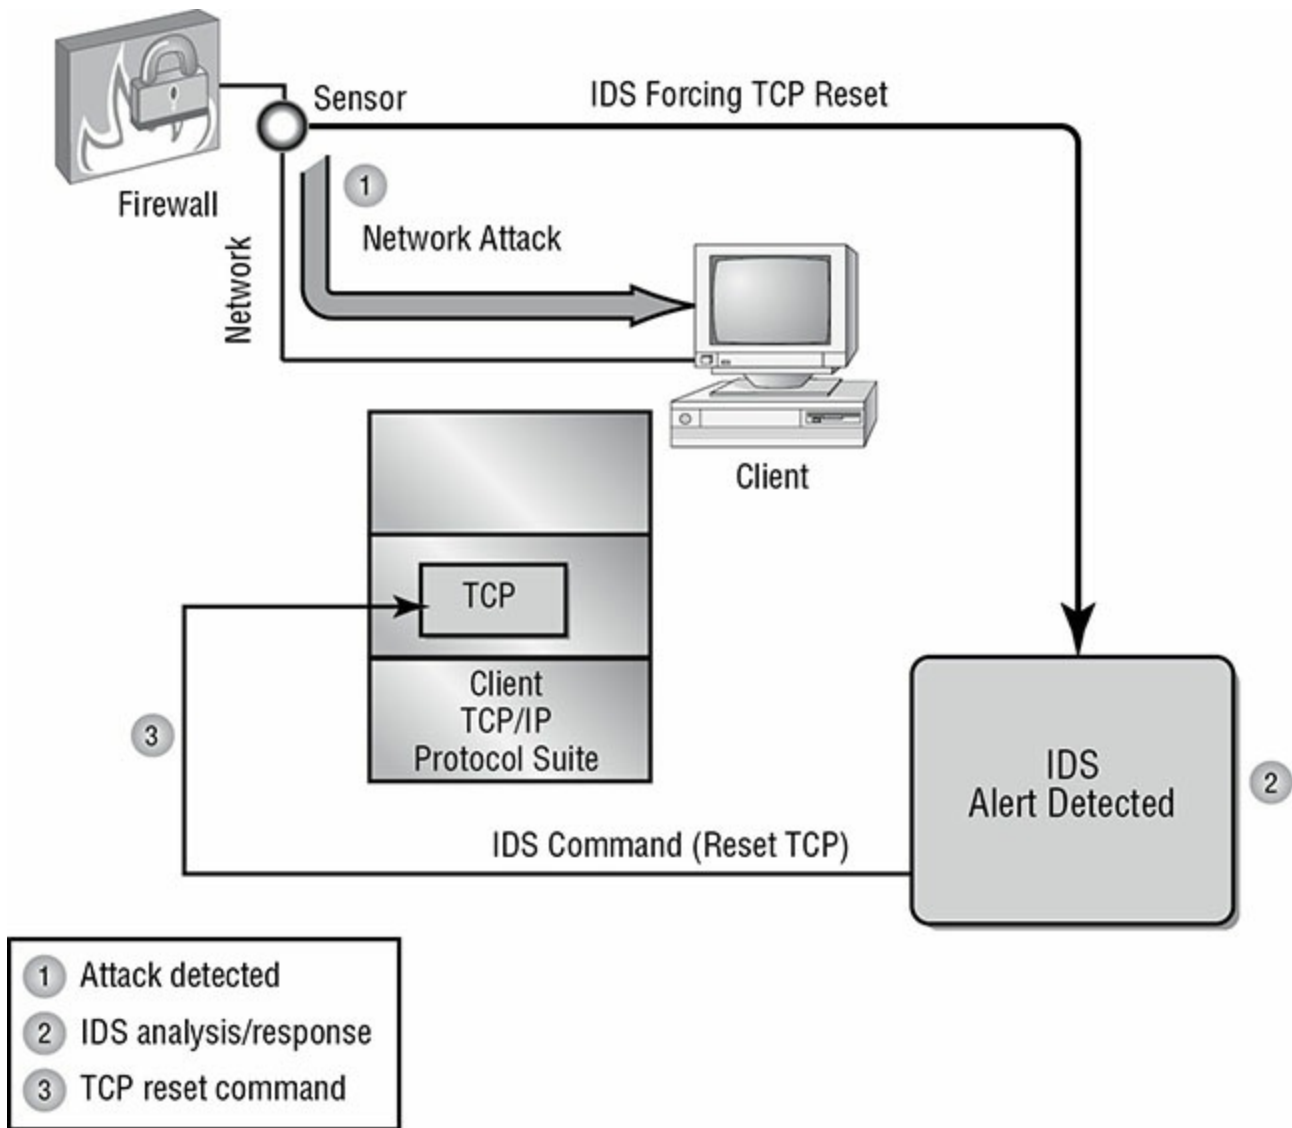 Sensor
IDS Forcing TCP Reset
Firewall
1
Network Attack
Network
Client
TCP
Client
TCP/IP
Protocol Suite
3
IDS
Alert Detected
2
IDS Command (Reset TCP)
1 Attack detected
2 IDS analysis/response
3 TCP reset command